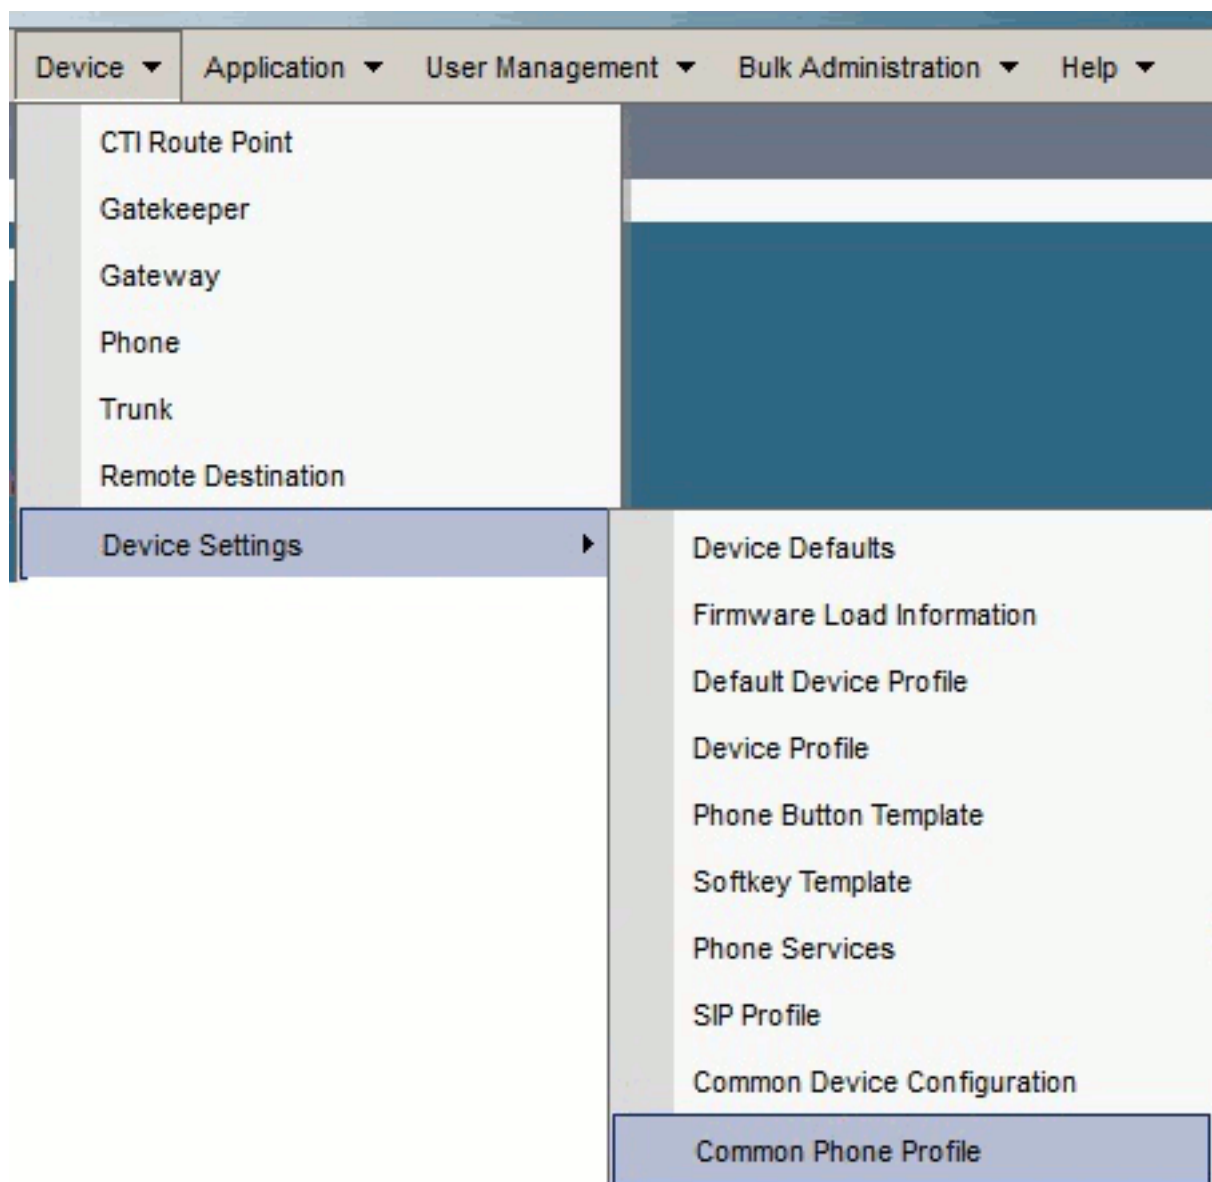 Device Application User Management Bulk Administration Help
CTI Route Point
Gatekeeper
Gateway
Phone
Trunk
Remote Destination
Device Settings
Device Defaults
Firmware Load Information
Default Device Profile
Device Profile
Phone Button Template
Softkey Template
Phone Services
SIP Profile
Common Device Configuration
Common Phone Profile